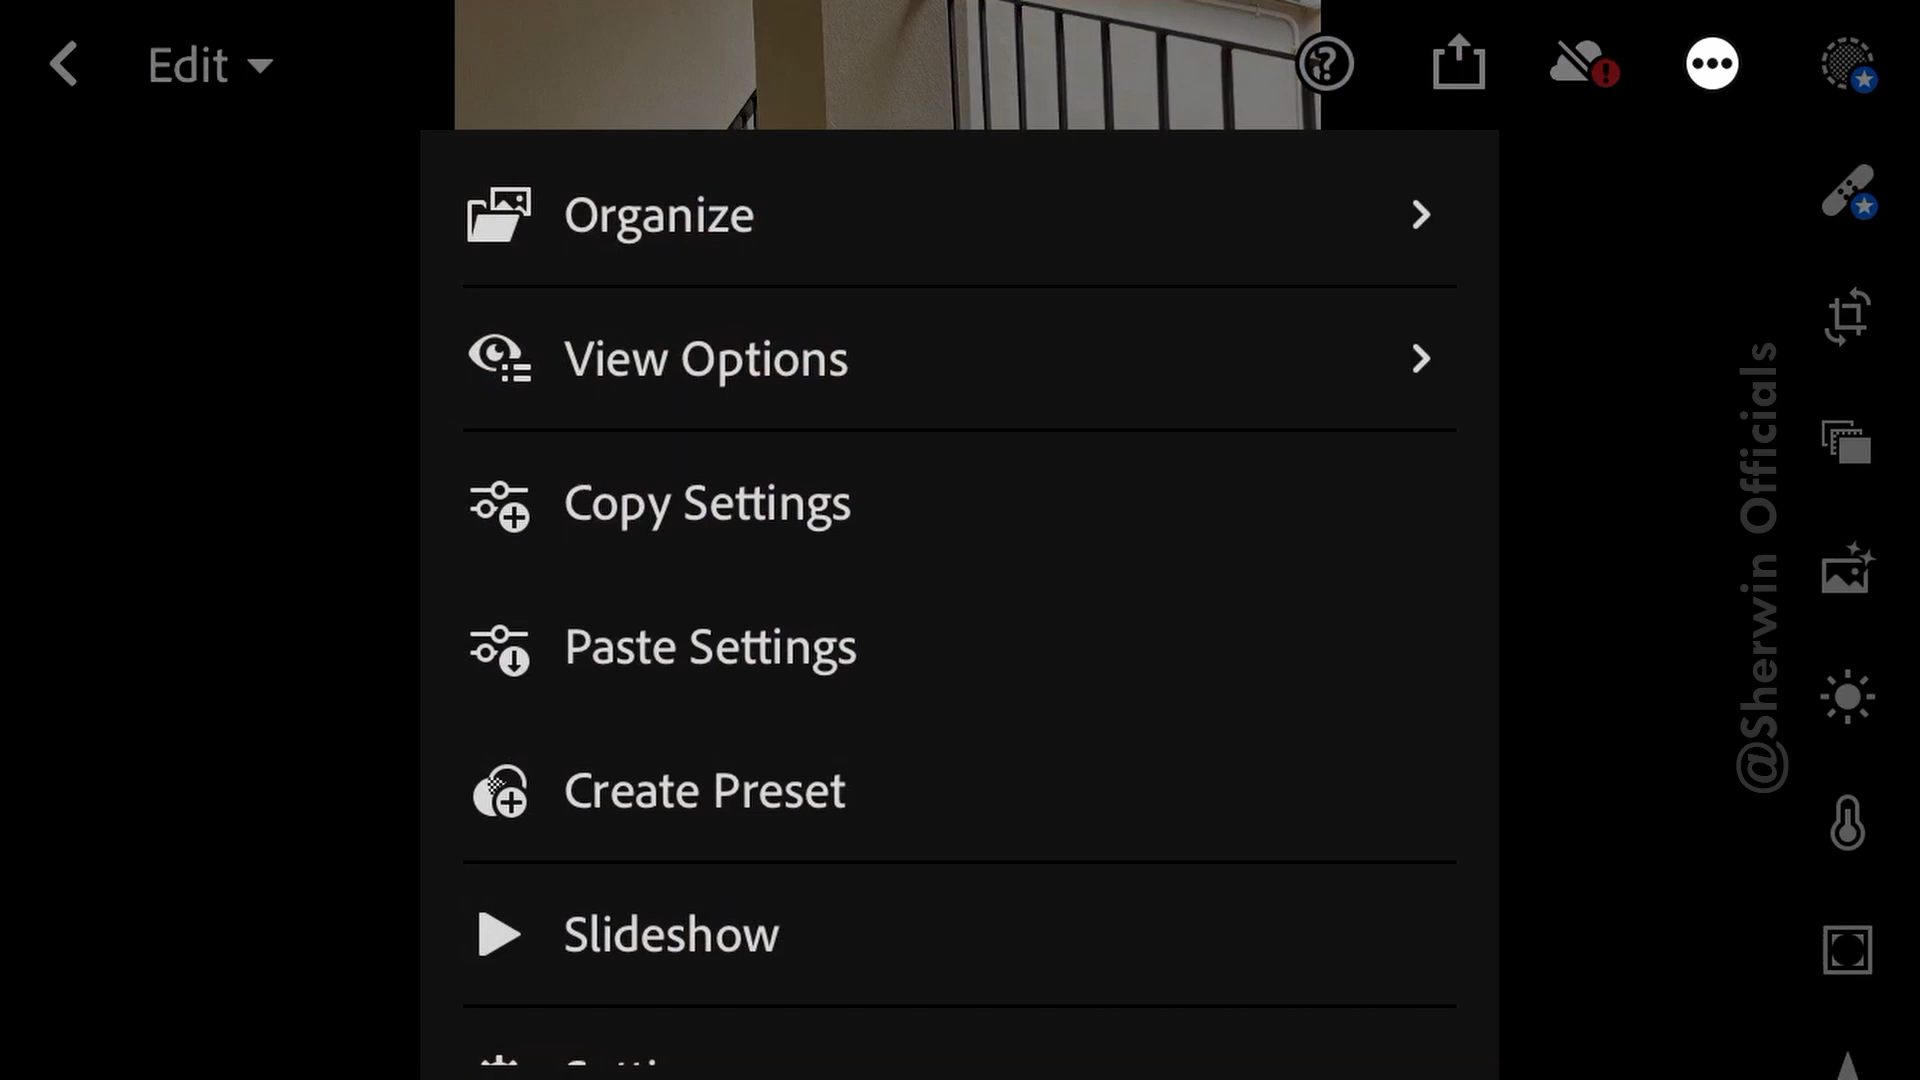 Edit
Organize
View Options
Copy Settings
Paste Settings
Create Preset
Slideshow
@Sherwin Officials